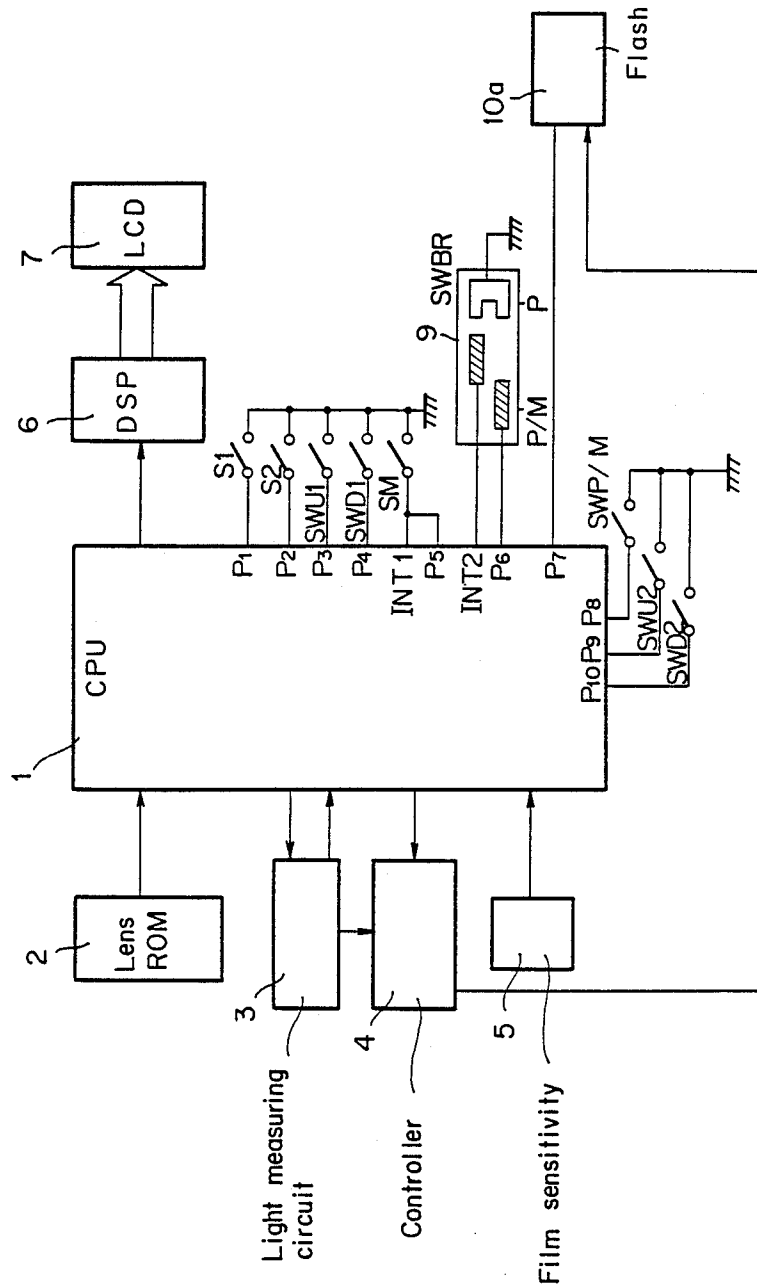 1
CPU
2
Lens
ROM
3
Light measuring
circuit
4
Controller
5
Film sensitivity
6
DSP
7
LCD
S1
S2
SWU1
SWD1
SM
P1
P2
P3
P4
INT1
P5
INT2
P6
P7
9
SWBR
P/M
P
10a
Flash
P10 P9 P8
SWP/M
SWU2
SWD2